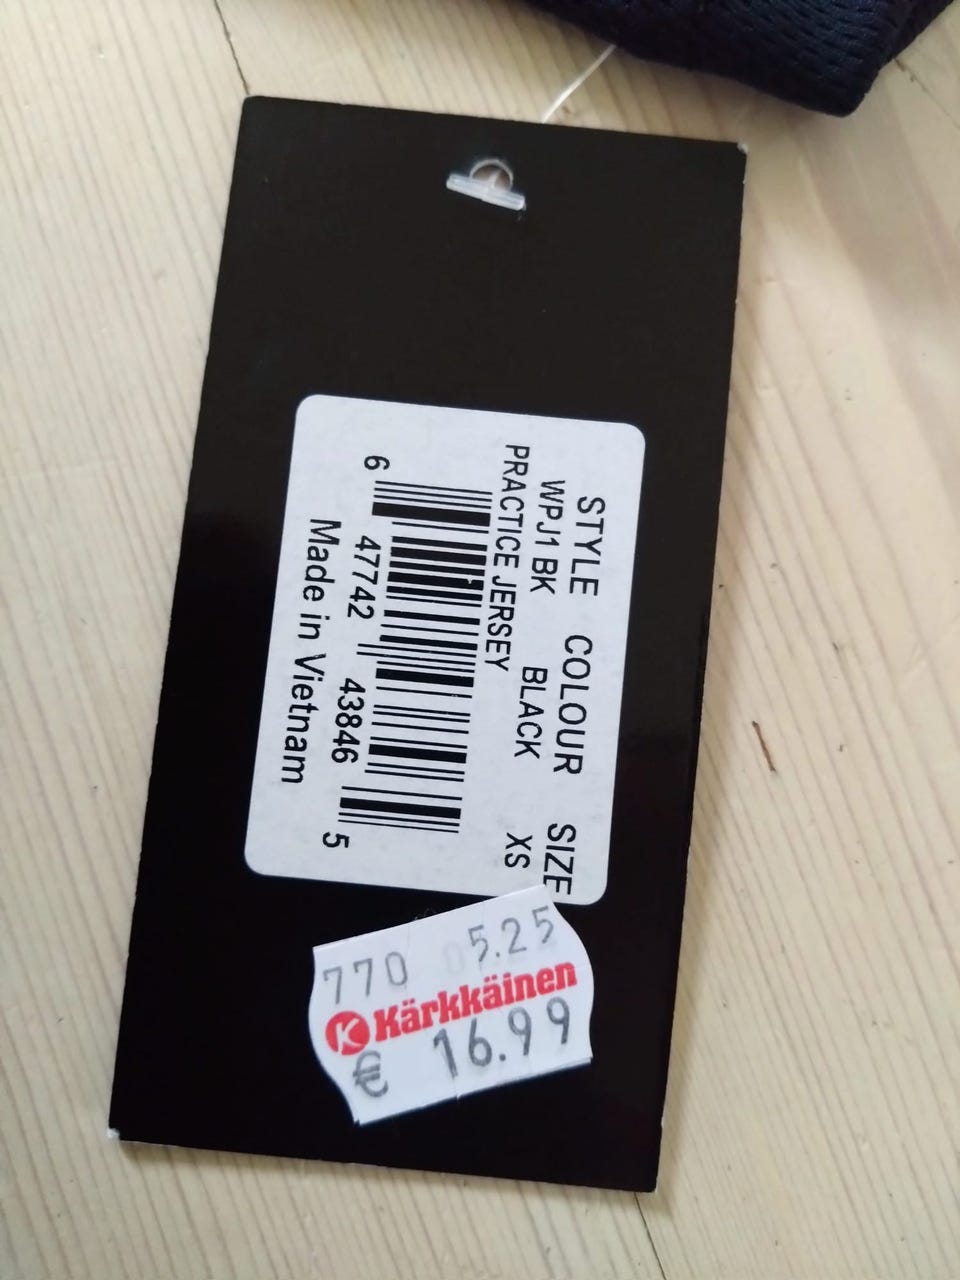 STYLE COLOUR SIZE
WPJ1 BK BLACK XS
PRACTICE JERSEY
6 47742 43846 5
Made in Vietnam
770 5.25
K Kärkkäinen
€ 16.99